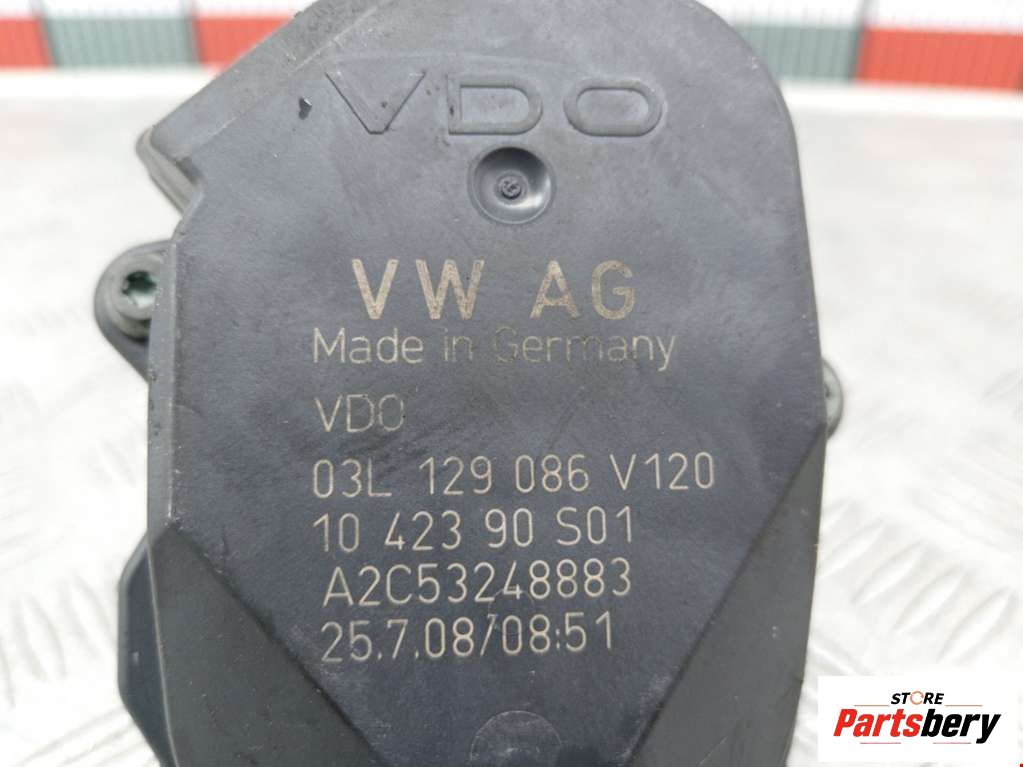 VDO
VW AG
Made in Germany
VDO
03L 129 086 V120
10 423 90 S01
A2C53248883
25.7.08/08:51
STORE
Partsbery